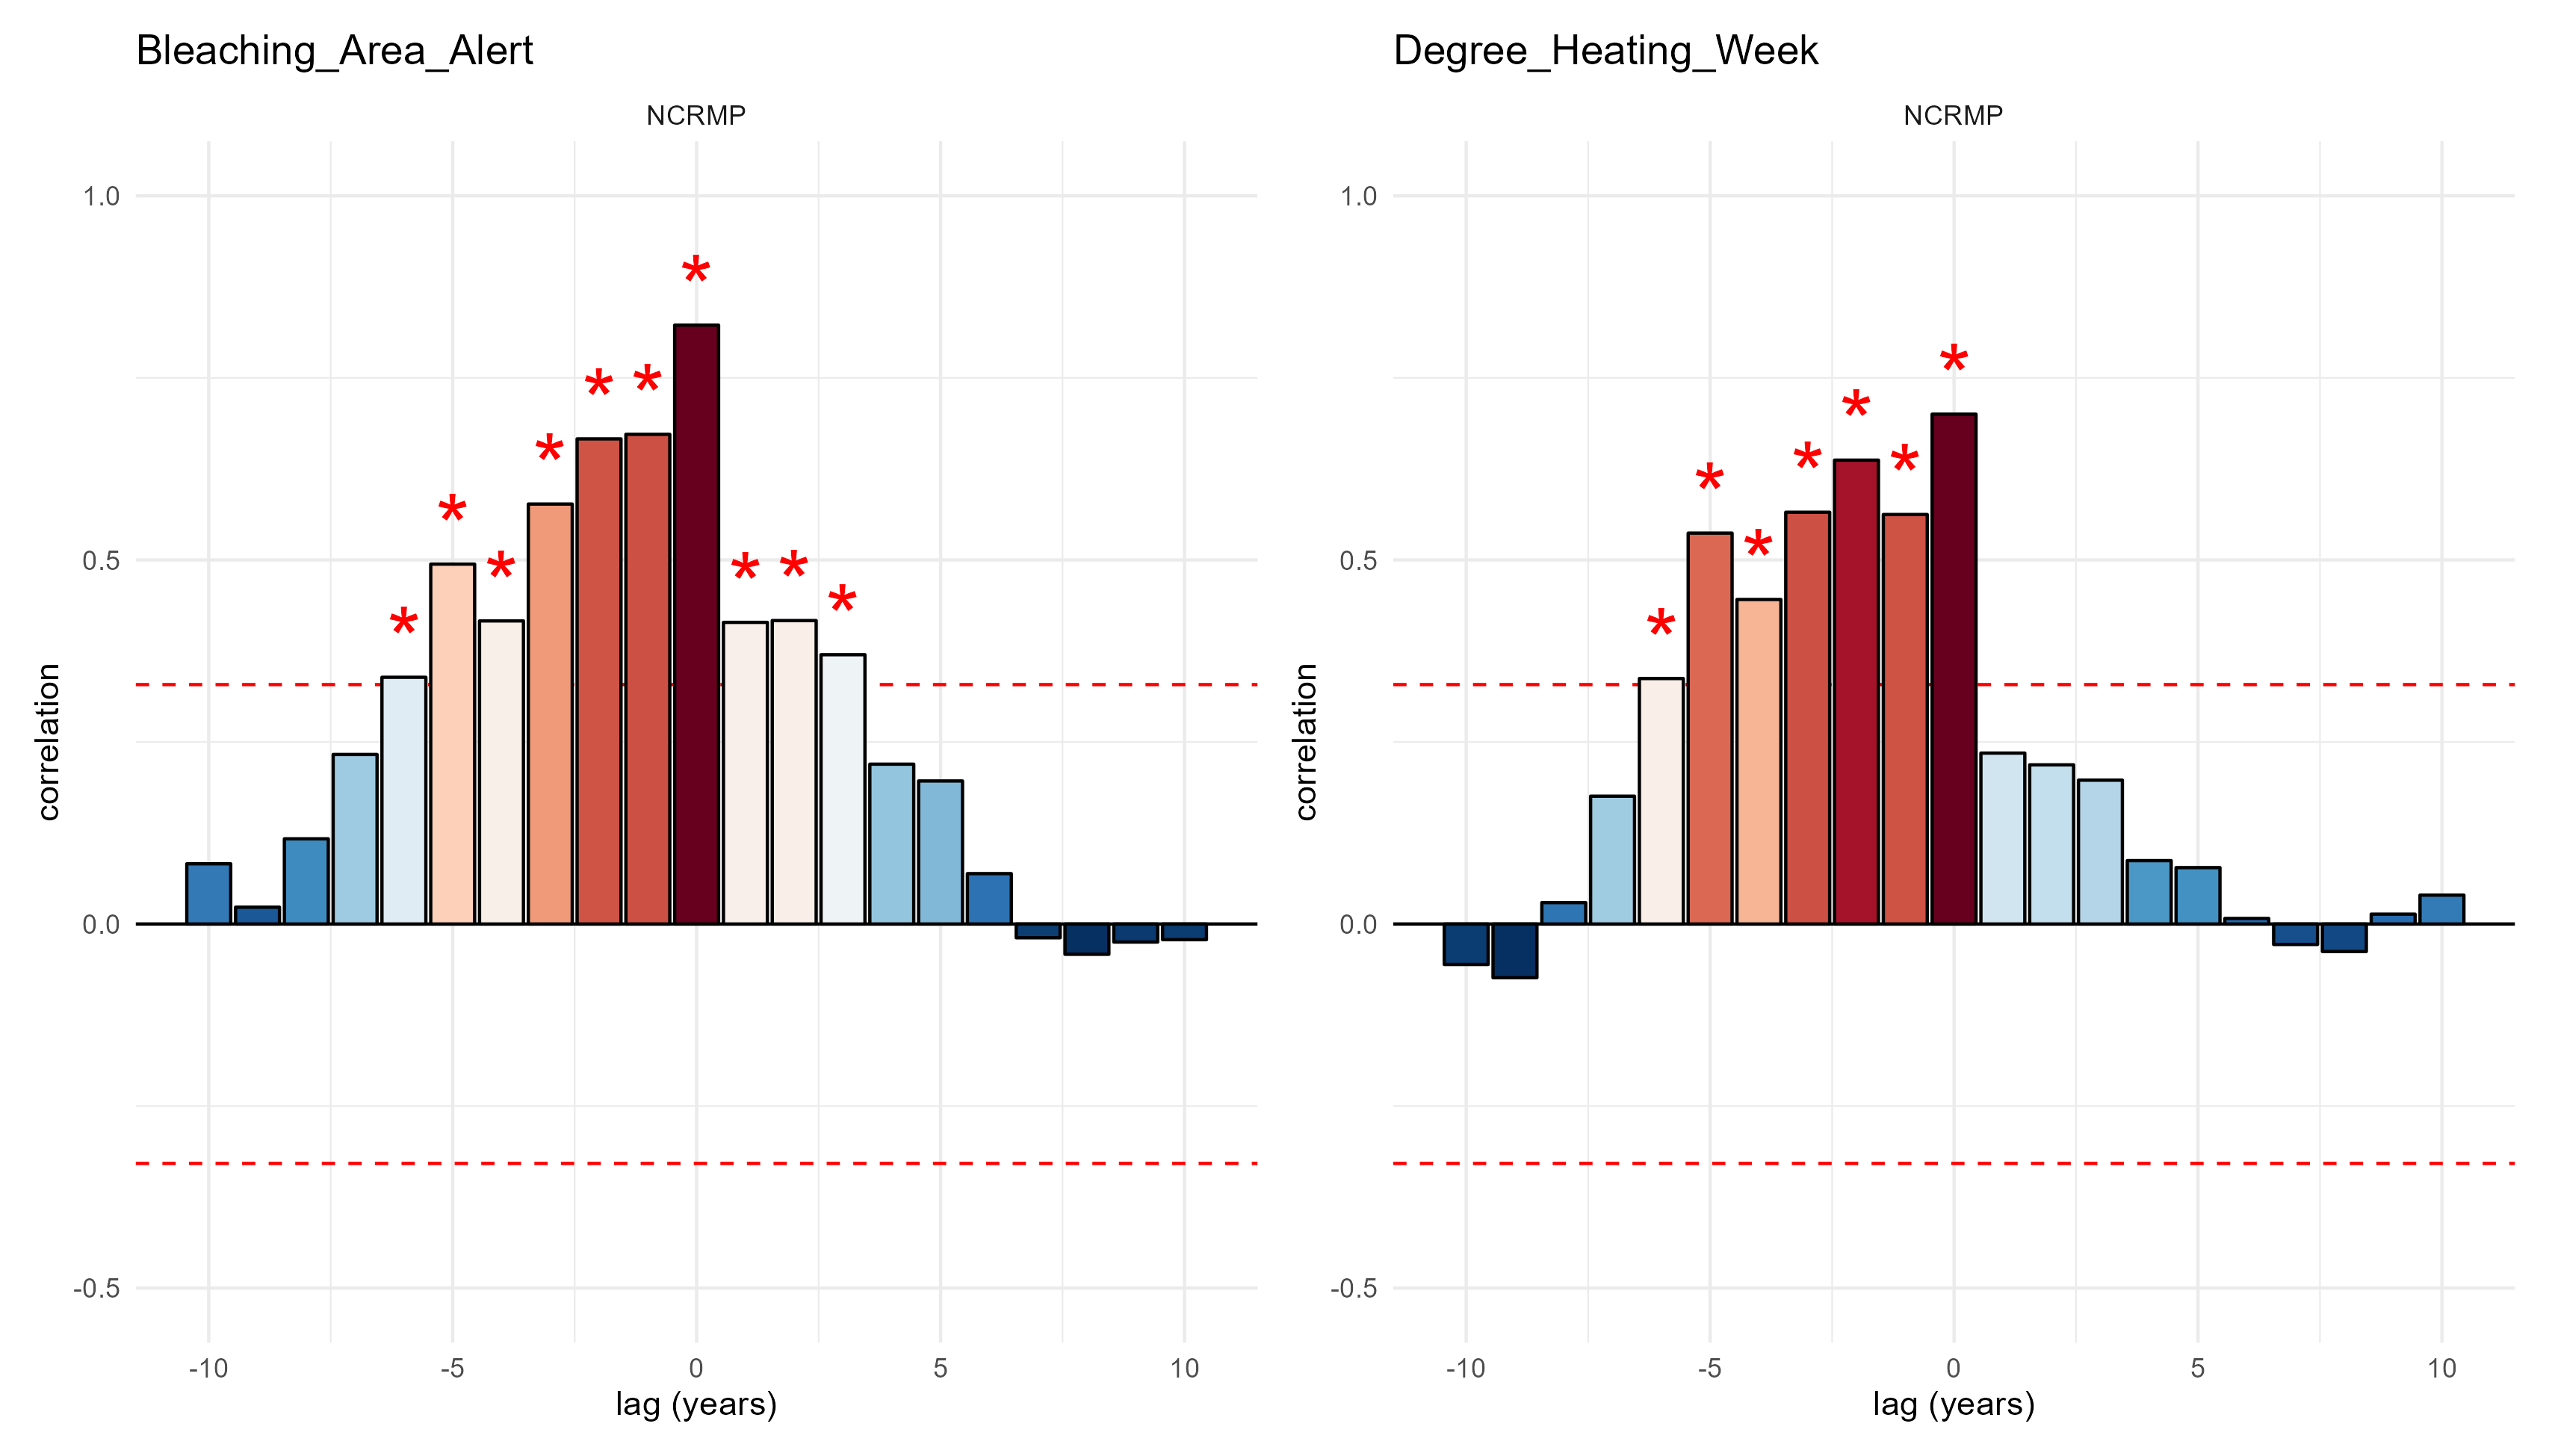 Bleaching_Area_Alert
NCRMP
1.0
0.5
0.0
-0.5
correlation
* * * * * * * * * *
-10 -5 0 5 10
lag (years)
Degree_Heating_Week
NCRMP
1.0
0.5
0.0
-0.5
correlation
* * * * * * *
-10 -5 0 5 10
lag (years)